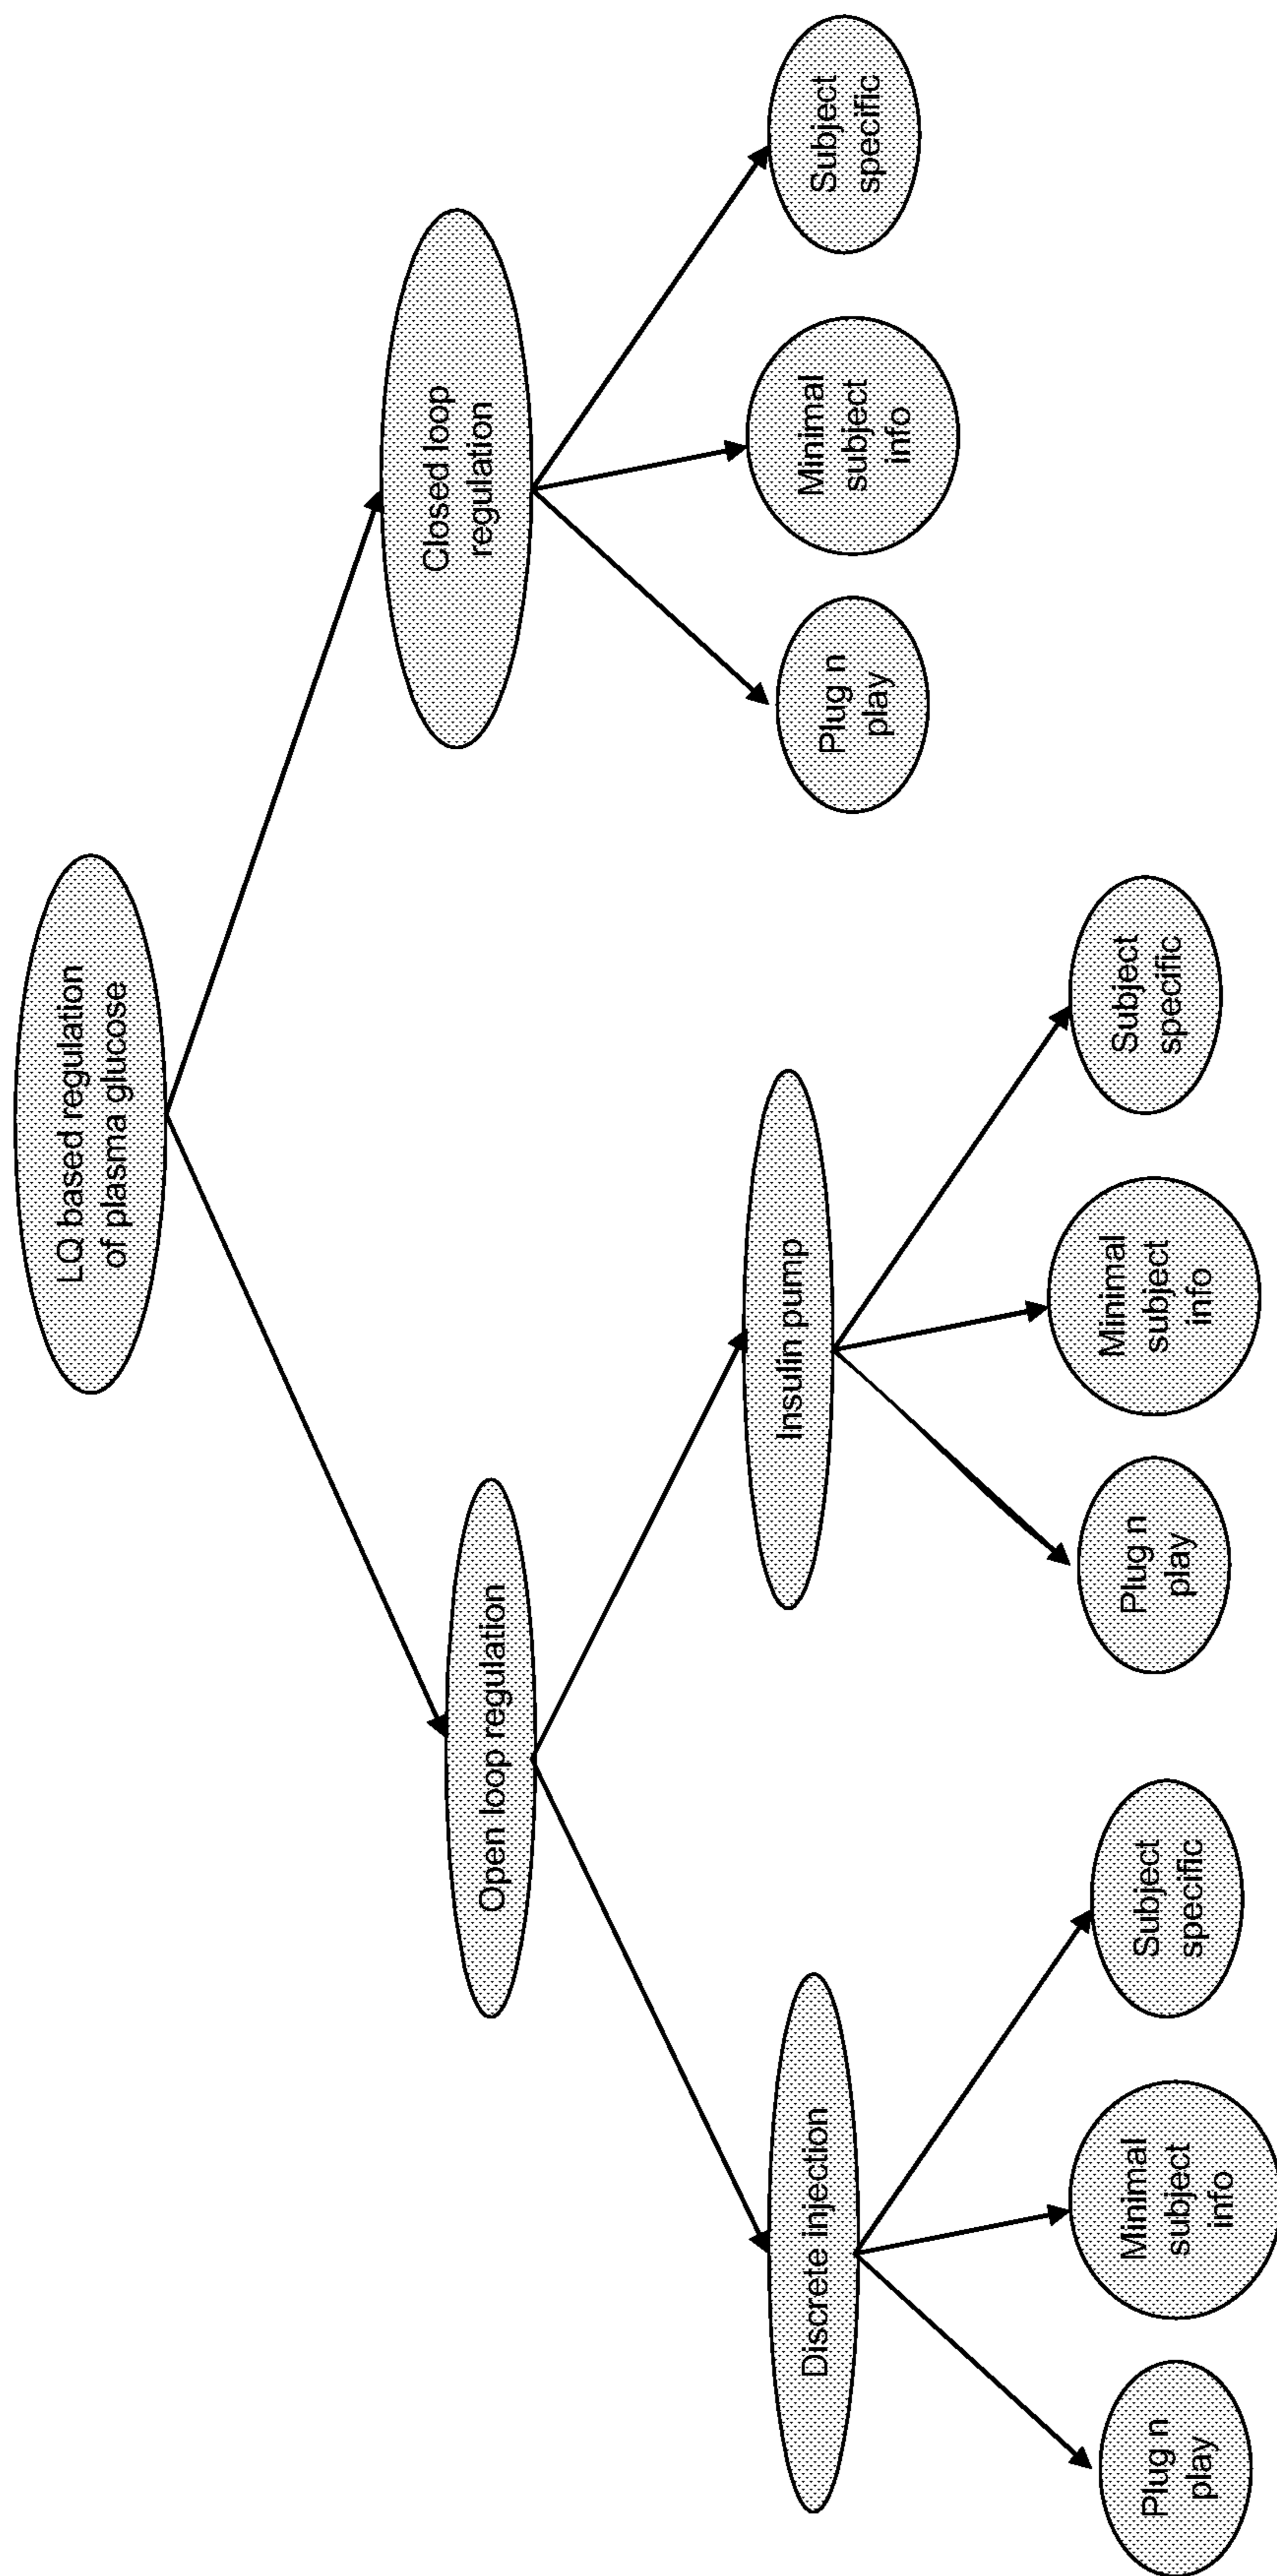 LQ based regulation
of plasma glucose
Open loop regulation
Closed loop
regulation
Discrete injection
Insulin pump
Plug n
play
Minimal
subject
info
Subject
specific
Plug n
play
Minimal
subject
info
Subject
specific
Plug n
play
Minimal
subject
info
Subject
specific